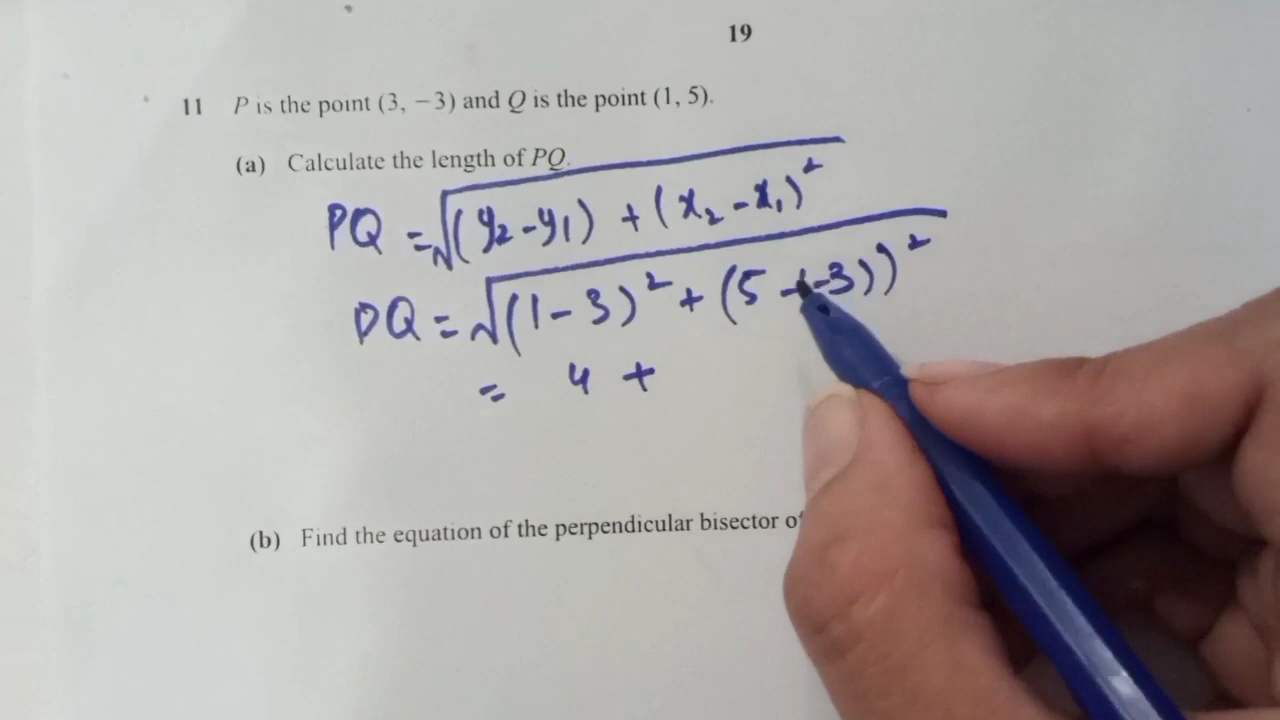 19
11 P is the point (3, −3) and Q is the point (1, 5).
(a) Calculate the length of PQ.
PQ = √(y₂-y₁) + (x₂-x₁)²
PQ = √(1-3)² + (5-(-3))²
= 4 +
(b) Find the equation of the perpendicular bisector